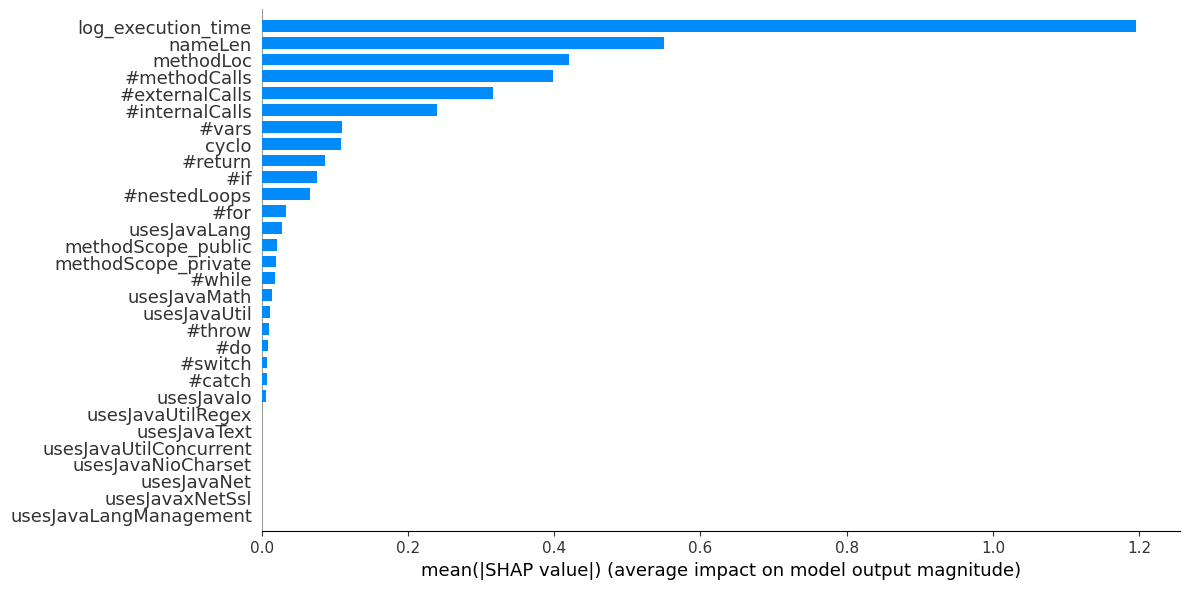 log_execution_time
nameLen
methodLoc
#methodCalls
#externalCalls
#internalCalls
#vars
cyclo
#return
#if
#nestedLoops
#for
usesJavaLang
methodScope_public
methodScope_private
#while
usesJavaMath
usesJavaUtil
#throw
#do
#switch
#catch
usesJavaIo
usesJavaUtilRegex
usesJavaText
usesJavaUtilConcurrent
usesJavaNioCharset
usesJavaNet
usesJavaxNetSsl
usesJavaLangManagement
0.0 0.2 0.4 0.6 0.8 1.0 1.2
mean(|SHAP value|) (average impact on model output magnitude)